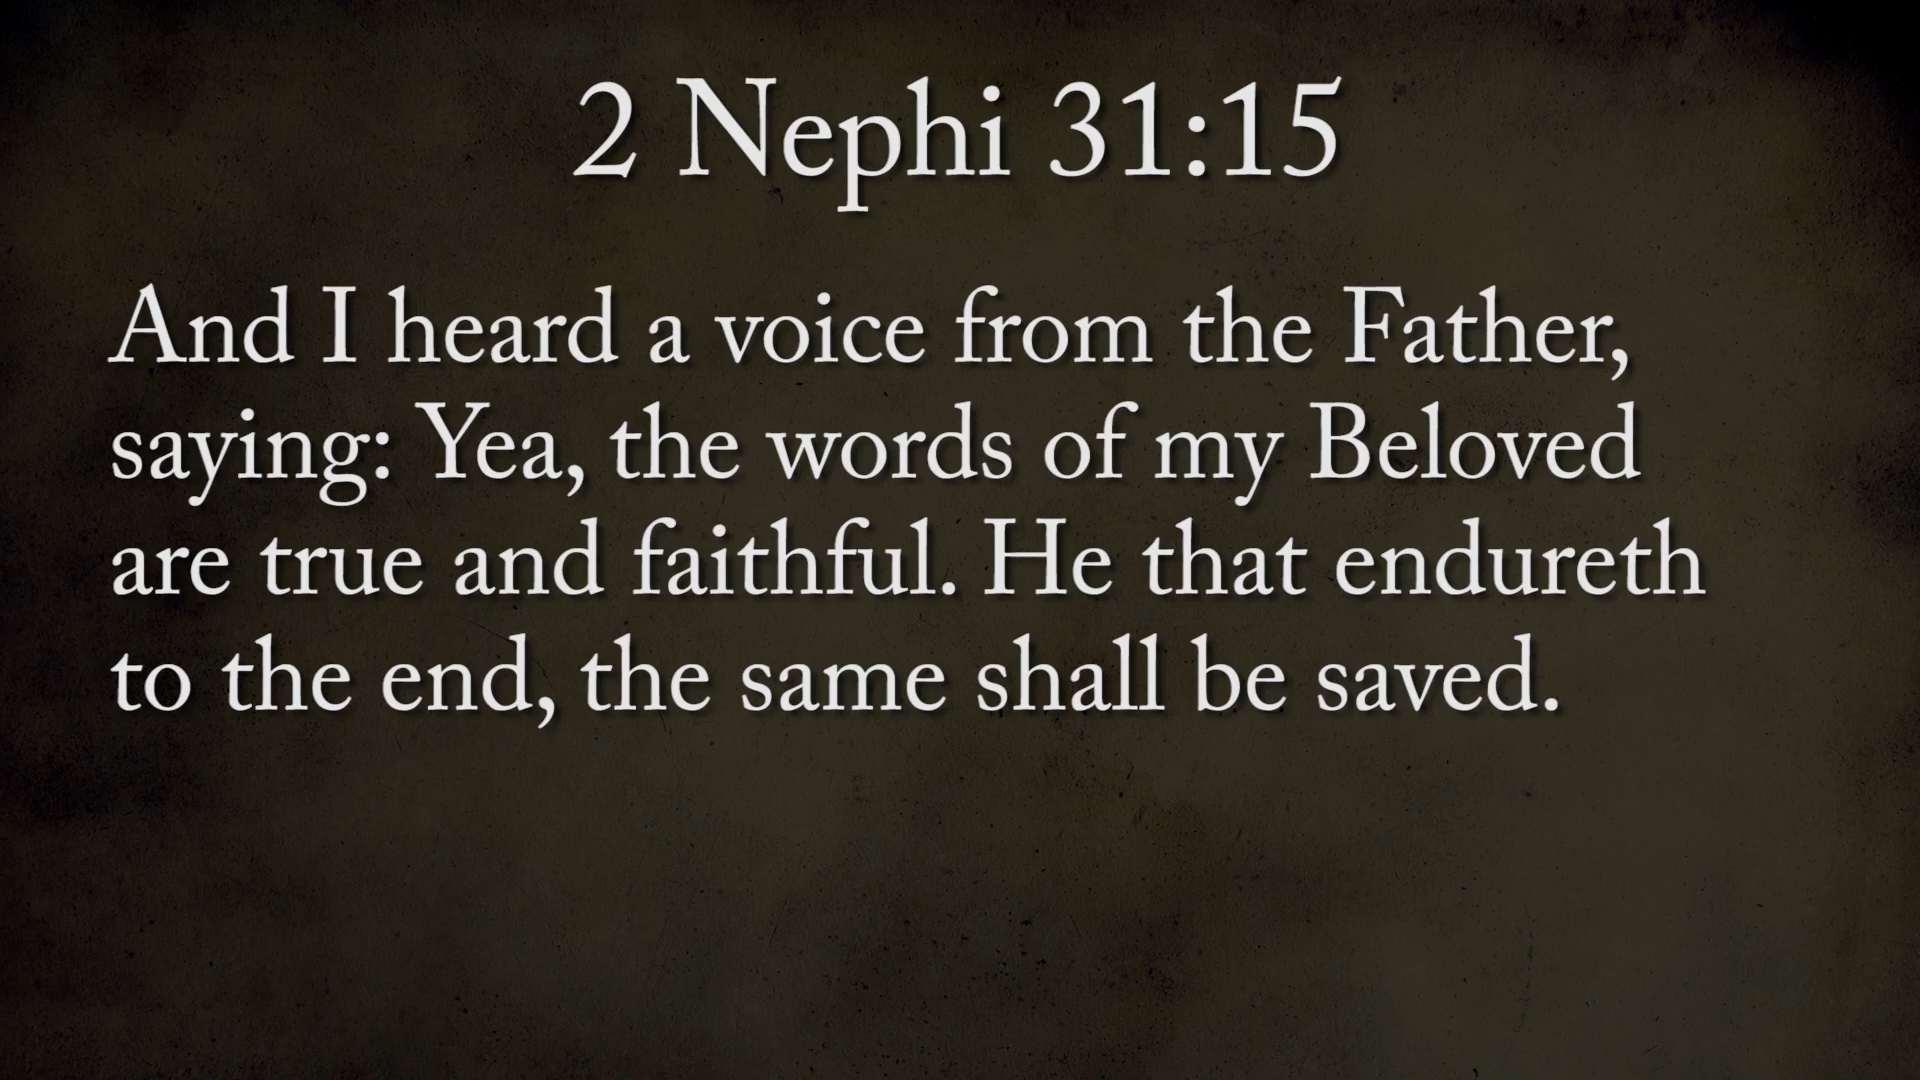 2 Nephi 31:15
And I heard a voice from the Father,
saying: Yea, the words of my Beloved
are true and faithful. He that endureth
to the end, the same shall be saved.